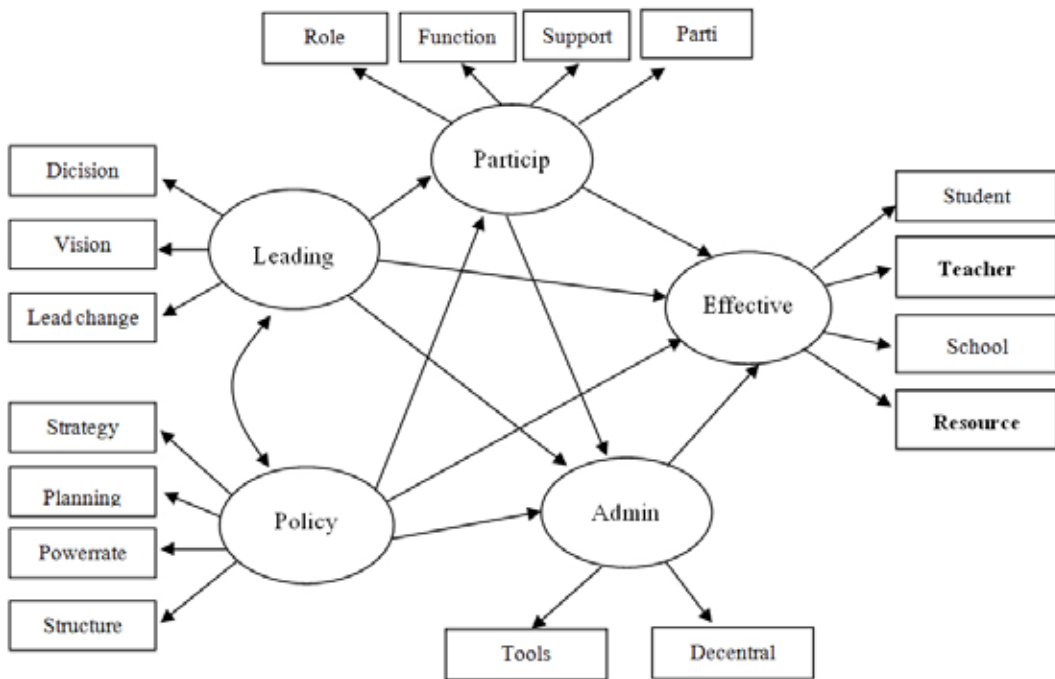 Role
Function
Support
Parti
Particip
Dicision
Vision
Lead change
Leading
Student
Teacher
School
Resource
Effective
Strategy
Planning
Powerrate
Structure
Policy
Admin
Tools
Decentral